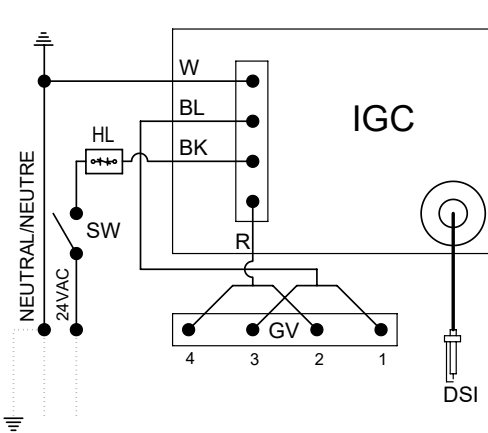 W
BL
IGC
HL
BK
NEUTRAL/NEUTRE
SW
24VAC
R
GV
4 3 2 1
DSI